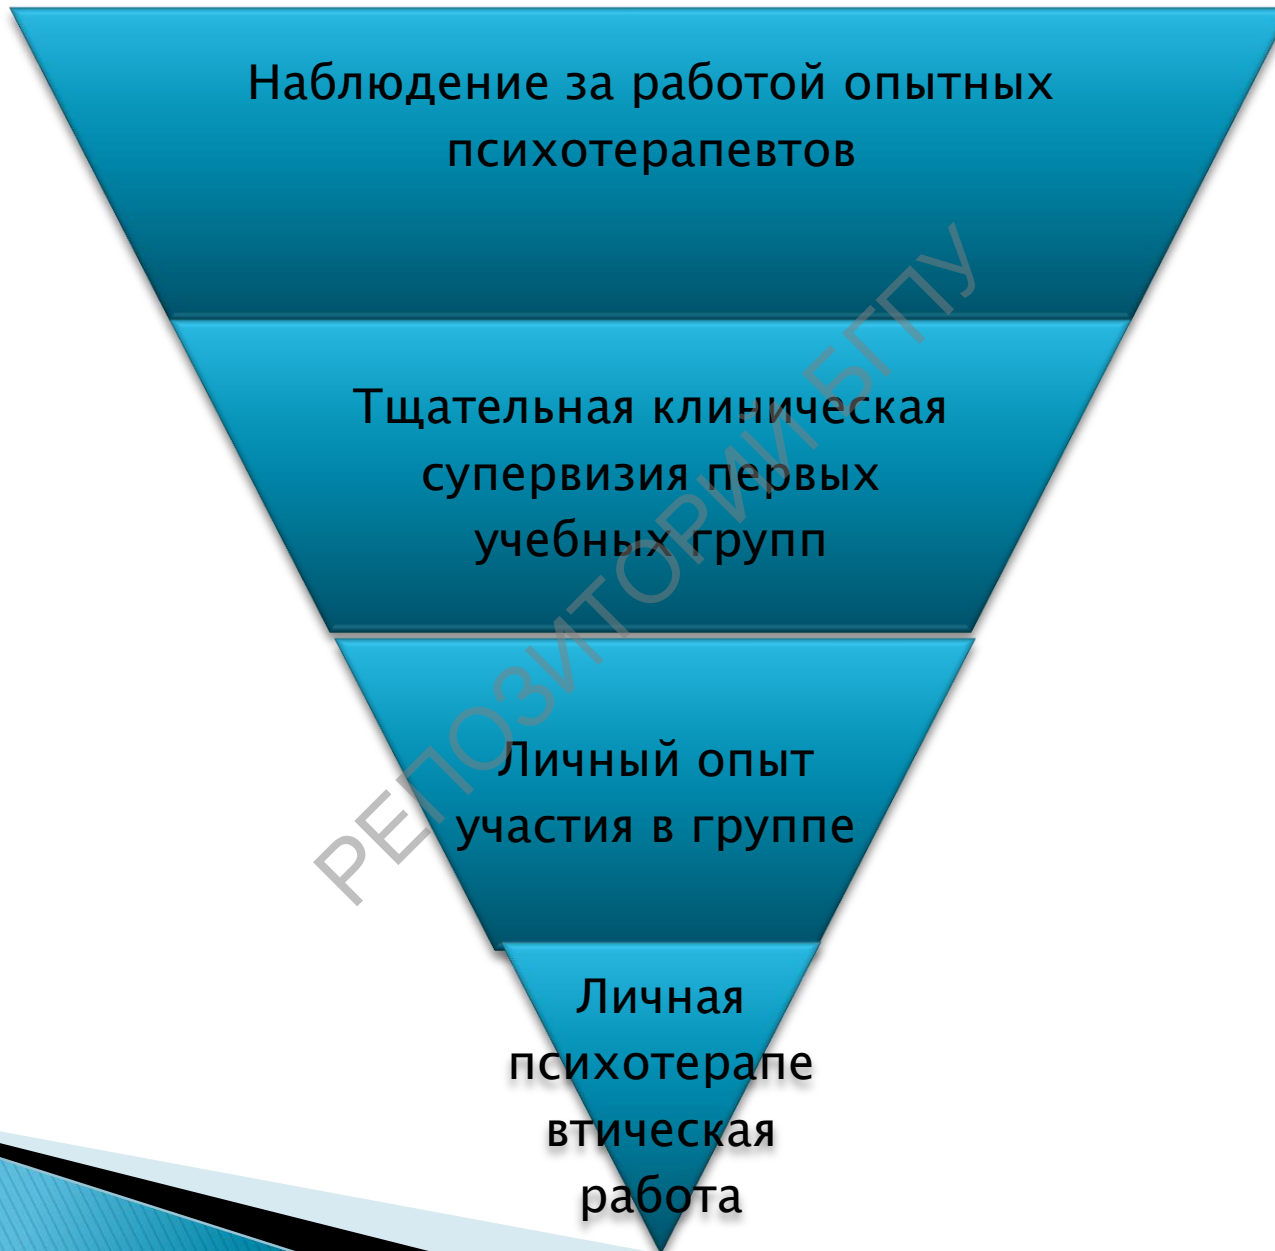 Наблюдение за работой опытных
психотерапевтов
Тщательная клиническая
супервизия первых
учебных групп
Личный опыт
участия в группе
Личная
психотерапе
втическая
работа
РЕПОЗИТОРИЙ БГПУ